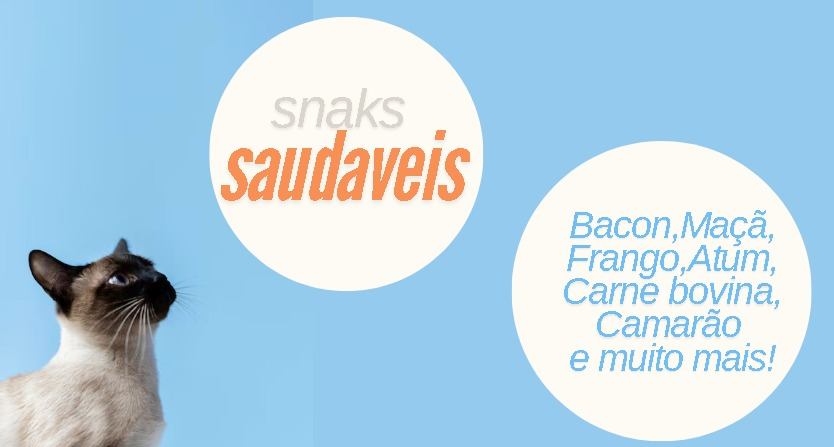 snaks
saudaveis
Bacon,Maçã,
Frango,Atum,
Carne bovina,
Camarão
e muito mais!